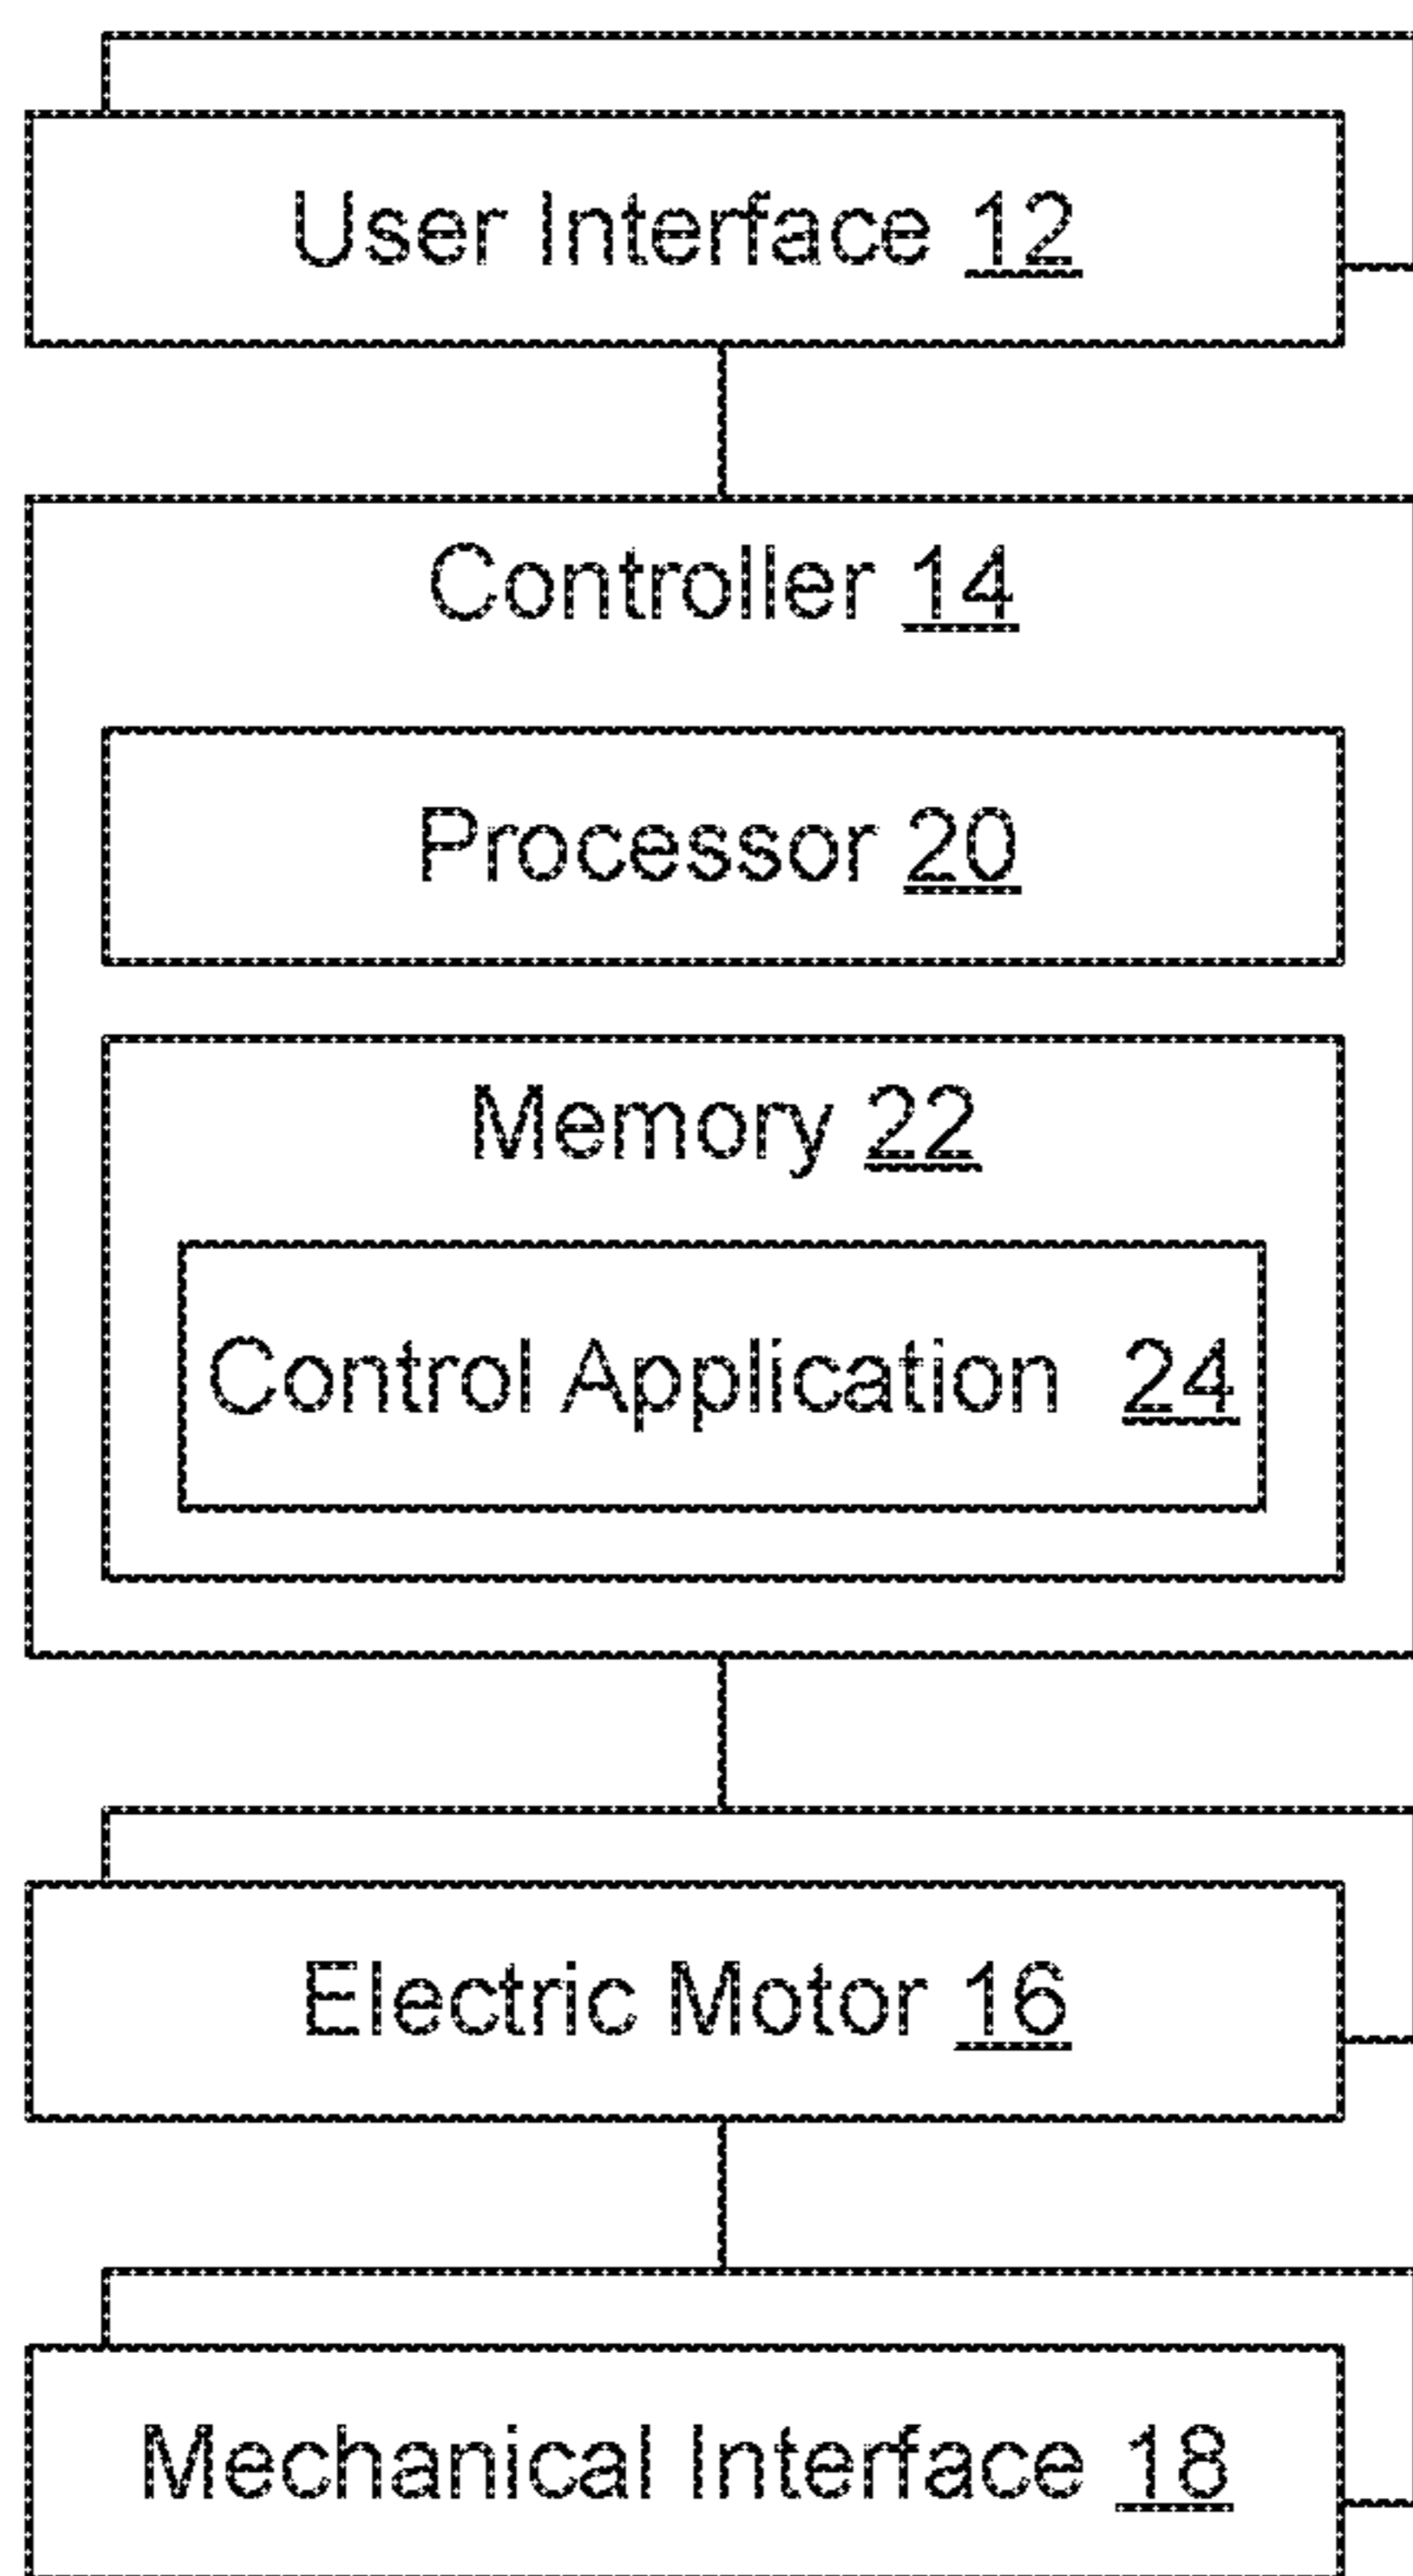 User Interface 12
Controller 14
Processor 20
Memory 22
Control Application 24
Electric Motor 16
Mechanical Interface 18